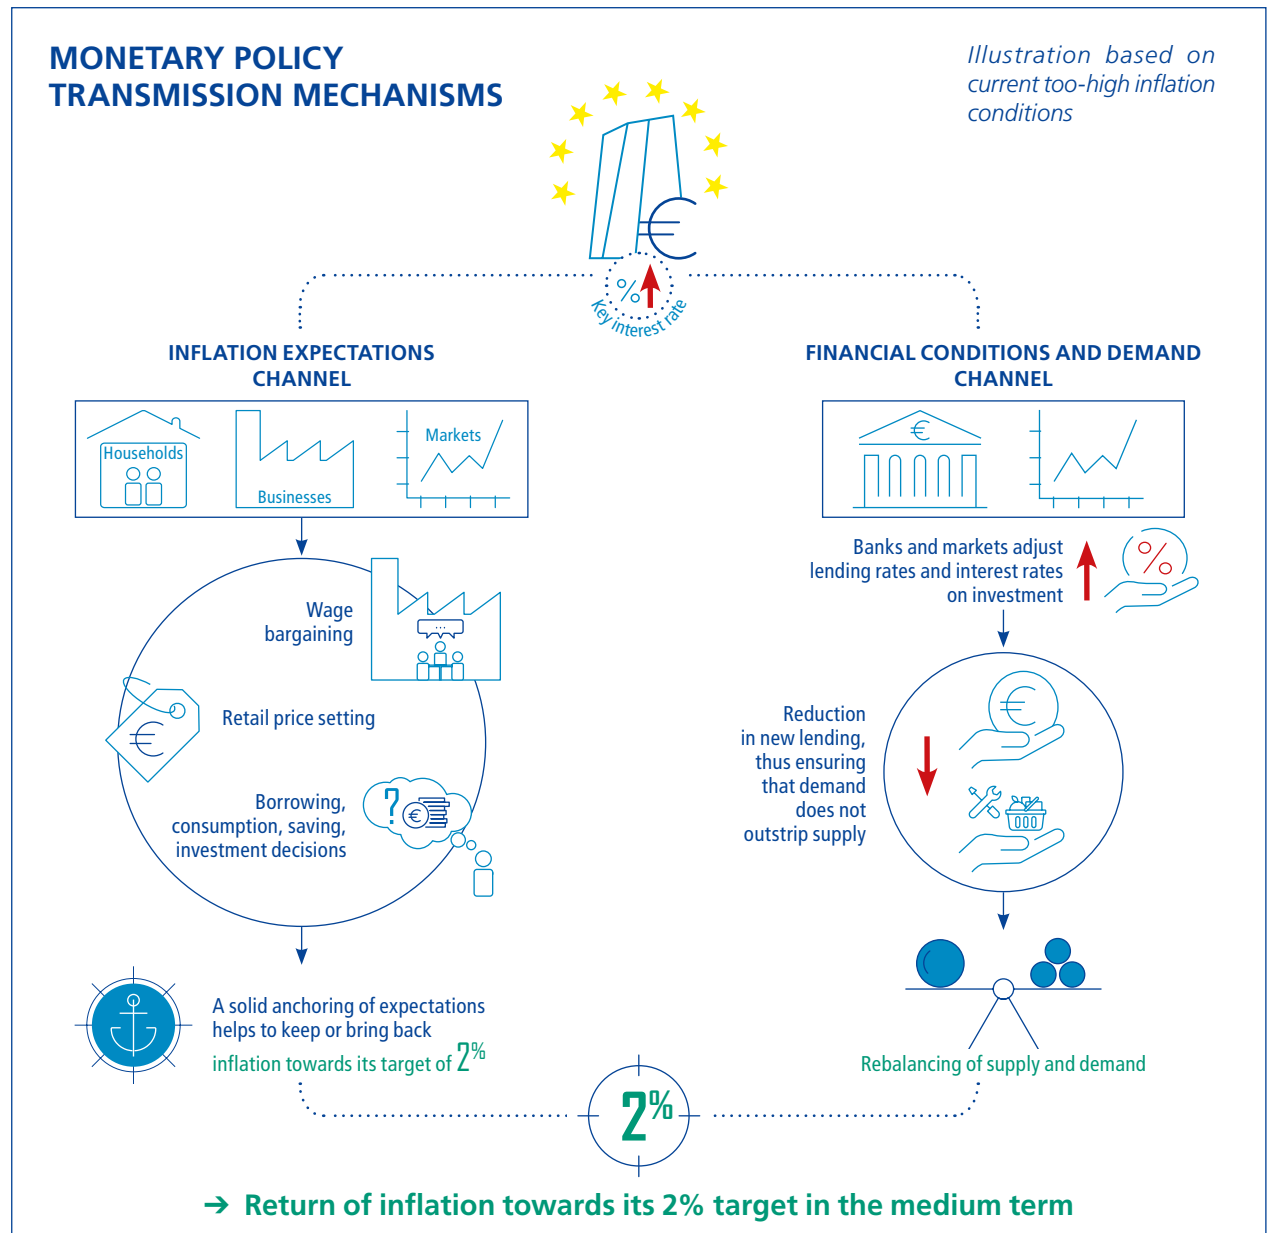 MONETARY POLICY
TRANSMISSION MECHANISMS
Illustration based on
current too-high inflation
conditions
%
Key interest rate
INFLATION EXPECTATIONS
CHANNEL
Households
Businesses
Markets
Wage
bargaining
...
Retail price setting
€
Borrowing,
consumption, saving,
investment decisions
?
€
A solid anchoring of expectations
helps to keep or bring back
inflation towards its target of 2%
FINANCIAL CONDITIONS AND DEMAND
CHANNEL
€
Banks and markets adjust
lending rates and interest rates
on investment
%
Reduction
in new lending,
thus ensuring
that demand
does not
outstrip supply
€
Rebalancing of supply and demand
2%
➔ Return of inflation towards its 2% target in the medium term